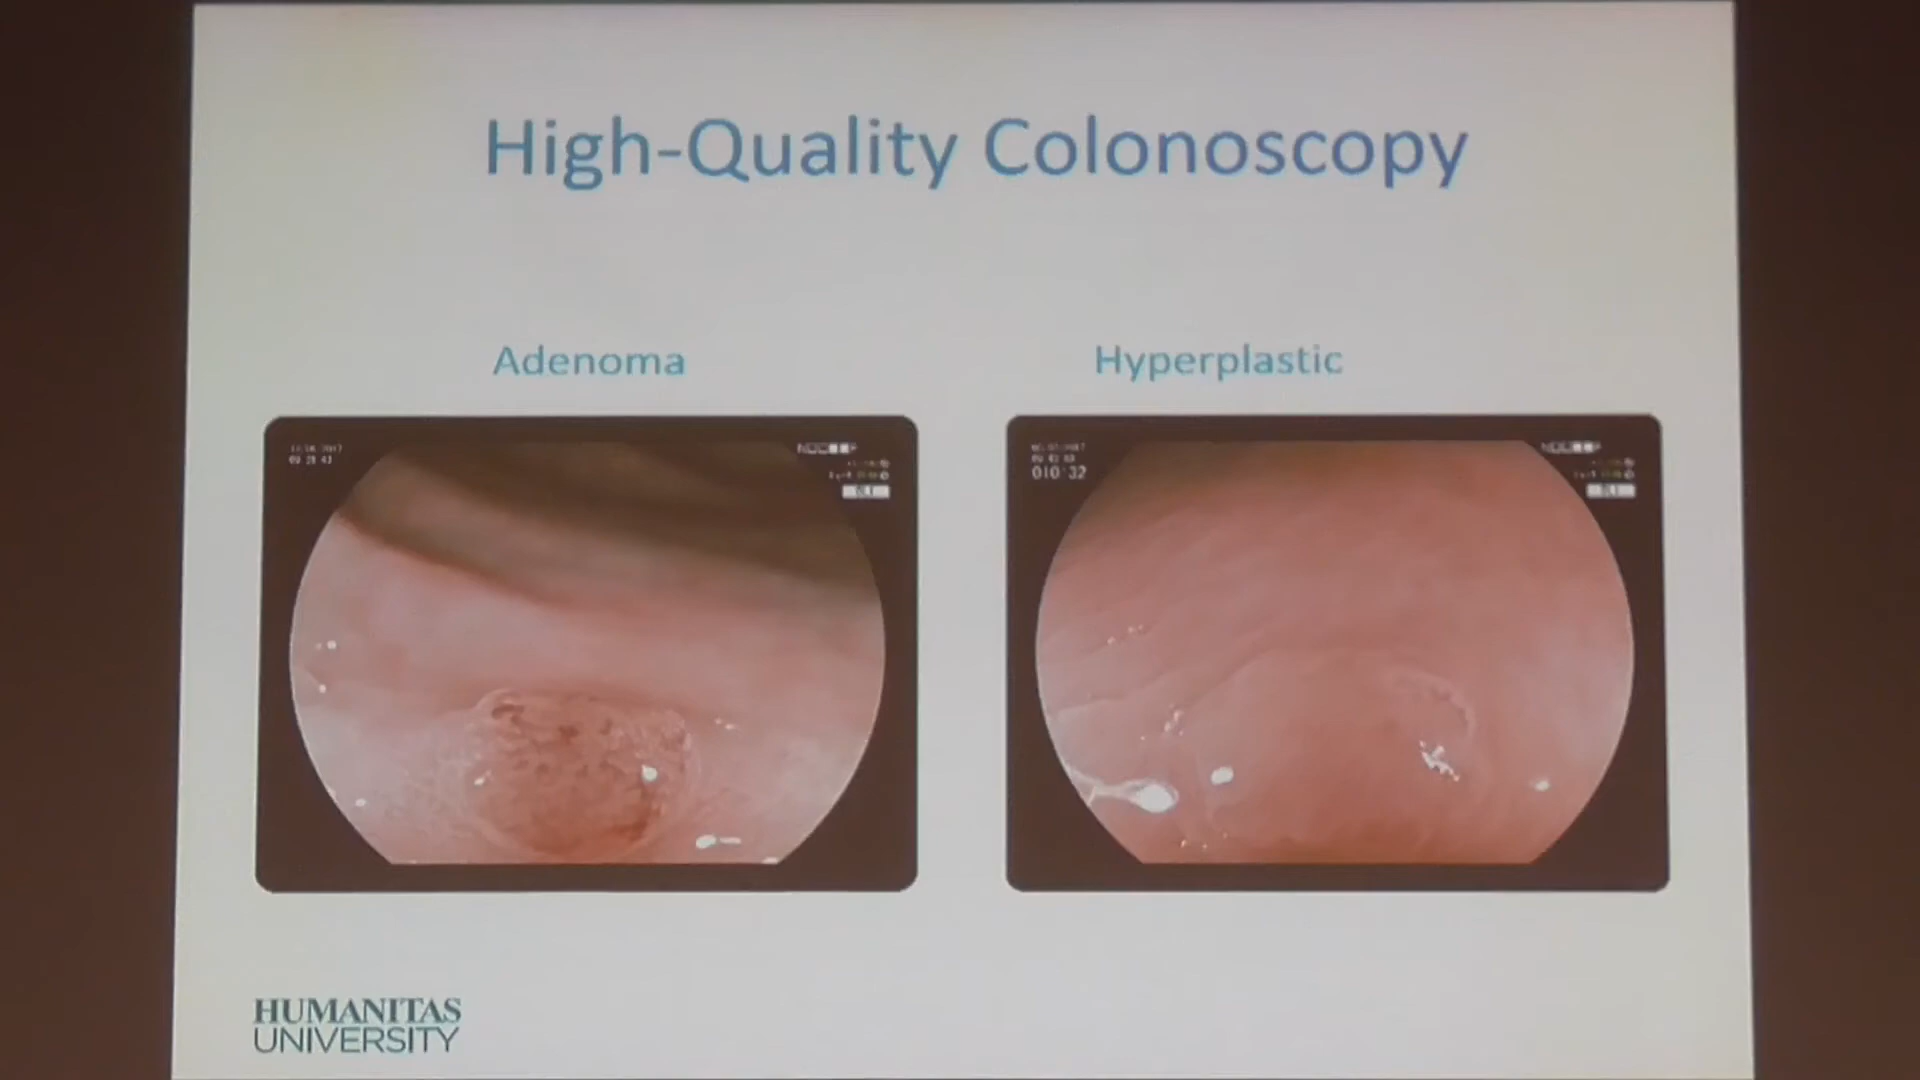 High-Quality Colonoscopy
Adenoma
Hyperplastic
010:32
HUMANITAS
UNIVERSITY